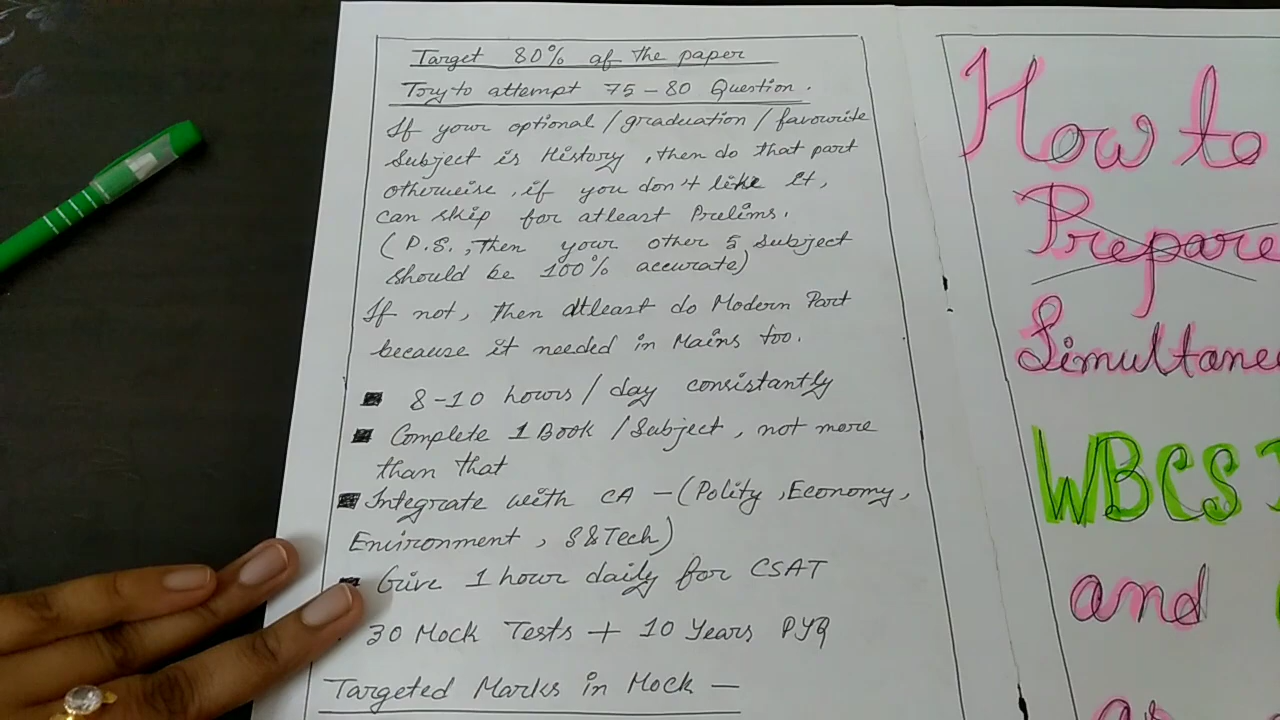 Target 80% of the paper
Try to attempt 75-80 Question.
If your optional/graduation/favourite
Subject is History, then do that part
otherweise, if you don't like it,
can skip for atleast Prelims.
(P.S., Then your other 5 Subject
should be 100% accurate)
If not, then atleast do Modern Part
because it needed in Mains too.
8-10 hours/day consistantly
Complete 1 Book/Subject, not more
than that
Integrate with CA - (Polity, Economy,
Environment, S&Tech)
Give 1 hour daily for CSAT
30 Mock Tests + 10 Years PYQ
Targeted Marks in Mock —
How to
Prepare
Simultane
WBCS
and